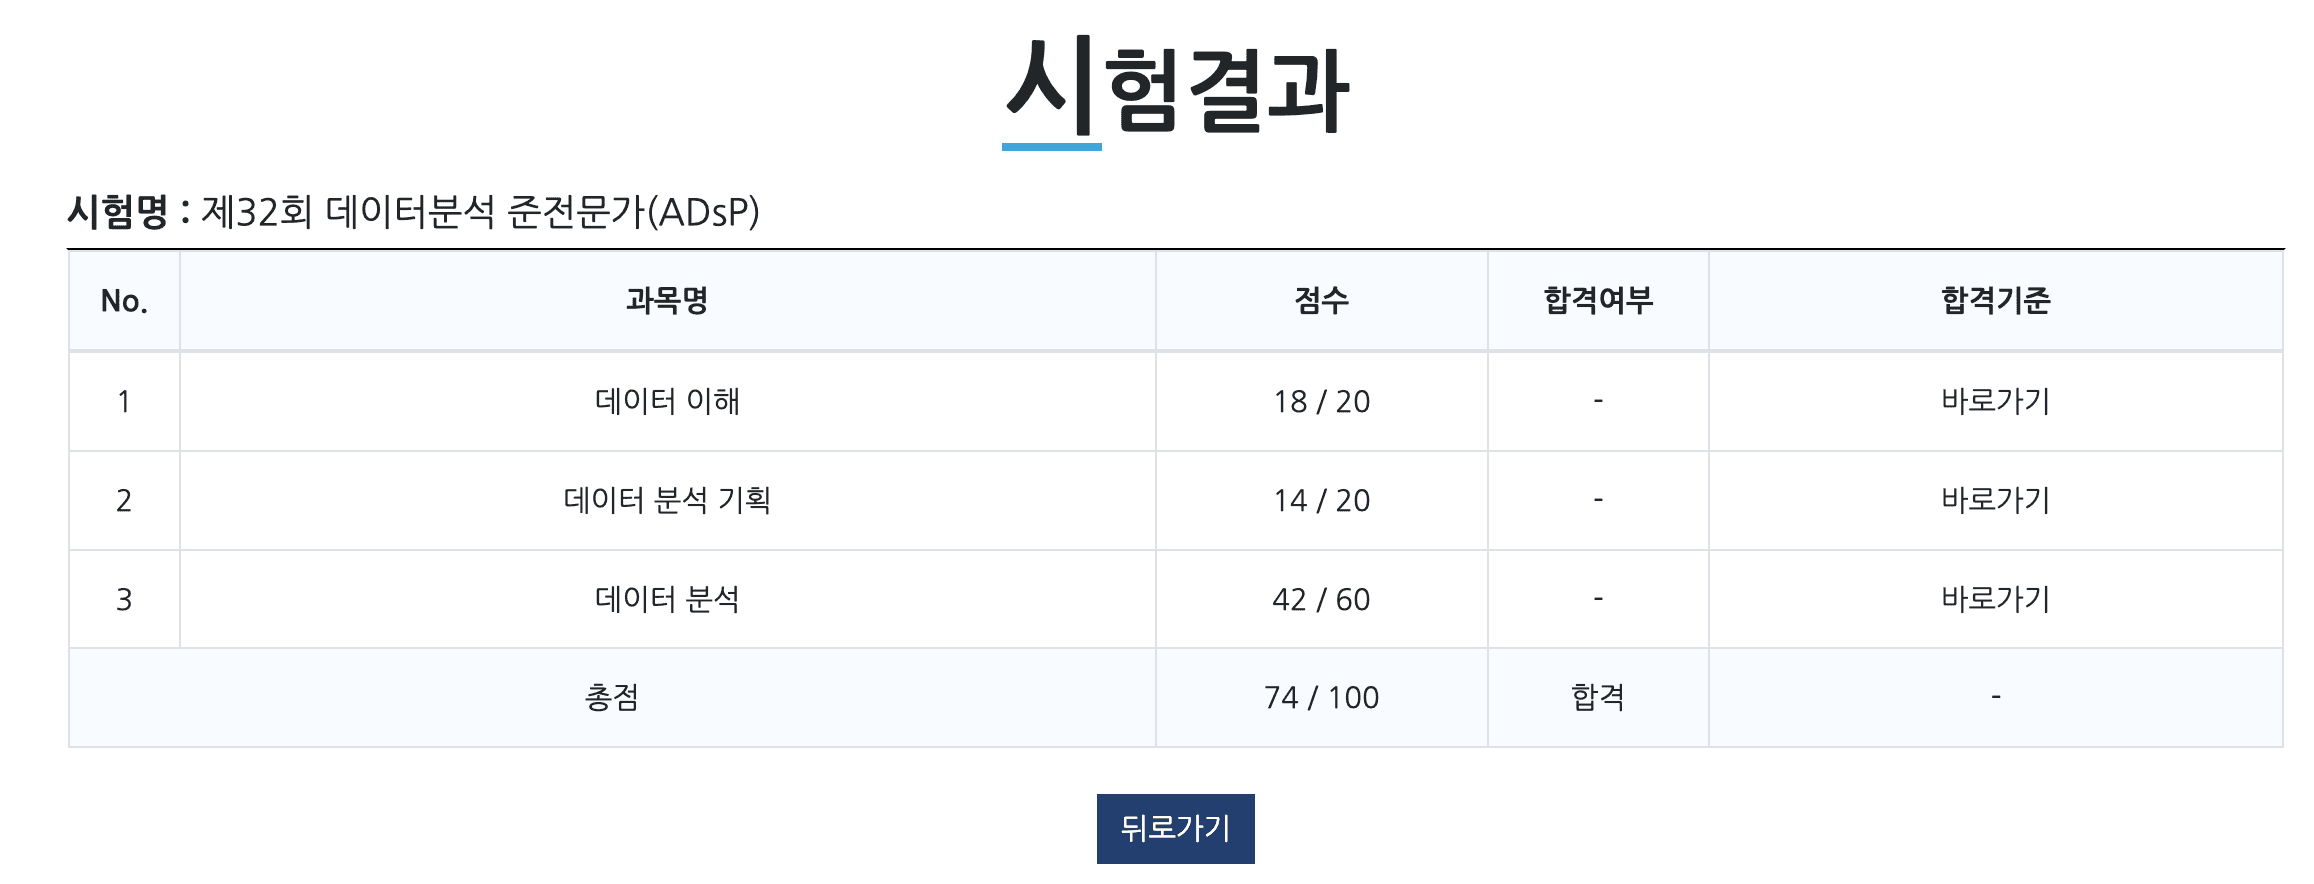 시험결과
시험명 : 제32회 데이터분석 준전문가(ADsP)
No. 과목명 점수 합격여부 합격기준
1 데이터 이해 18 / 20 - 바로가기
2 데이터 분석 기획 14 / 20 - 바로가기
3 데이터 분석 42 / 60 - 바로가기
총점 74 / 100 합격 -
뒤로가기